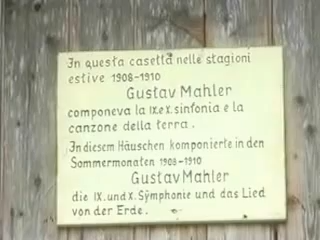 In questa casetta nelle stagioni
estive 1908-1910
Gustav Mahler
componeva la IX.e X. sinfonia e la
canzone della terra.
In diesem Häuschen komponierte in den
Sommermonaten 1908-1910
Gustav Mahler
die IX. und X. Sÿmphonie und das Lied
von der Erde.